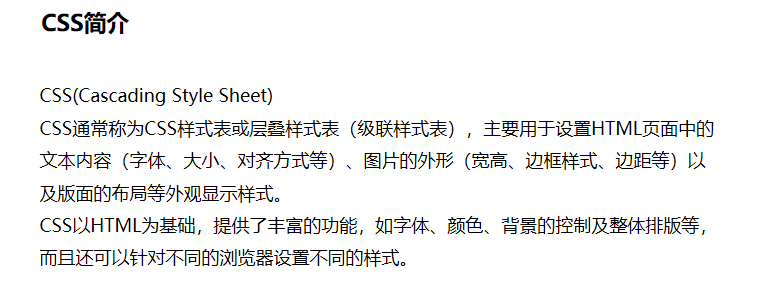 CSS简介
CSS(Cascading Style Sheet)
CSS通常称为CSS样式表或层叠样式表（级联样式表），主要用于设置HTML页面中的
文本内容（字体、大小、对齐方式等）、图片的外形（宽高、边框样式、边距等）以
及版面的布局等外观显示样式。
CSS以HTML为基础，提供了丰富的功能，如字体、颜色、背景的控制及整体排版等，
而且还可以针对不同的浏览器设置不同的样式。